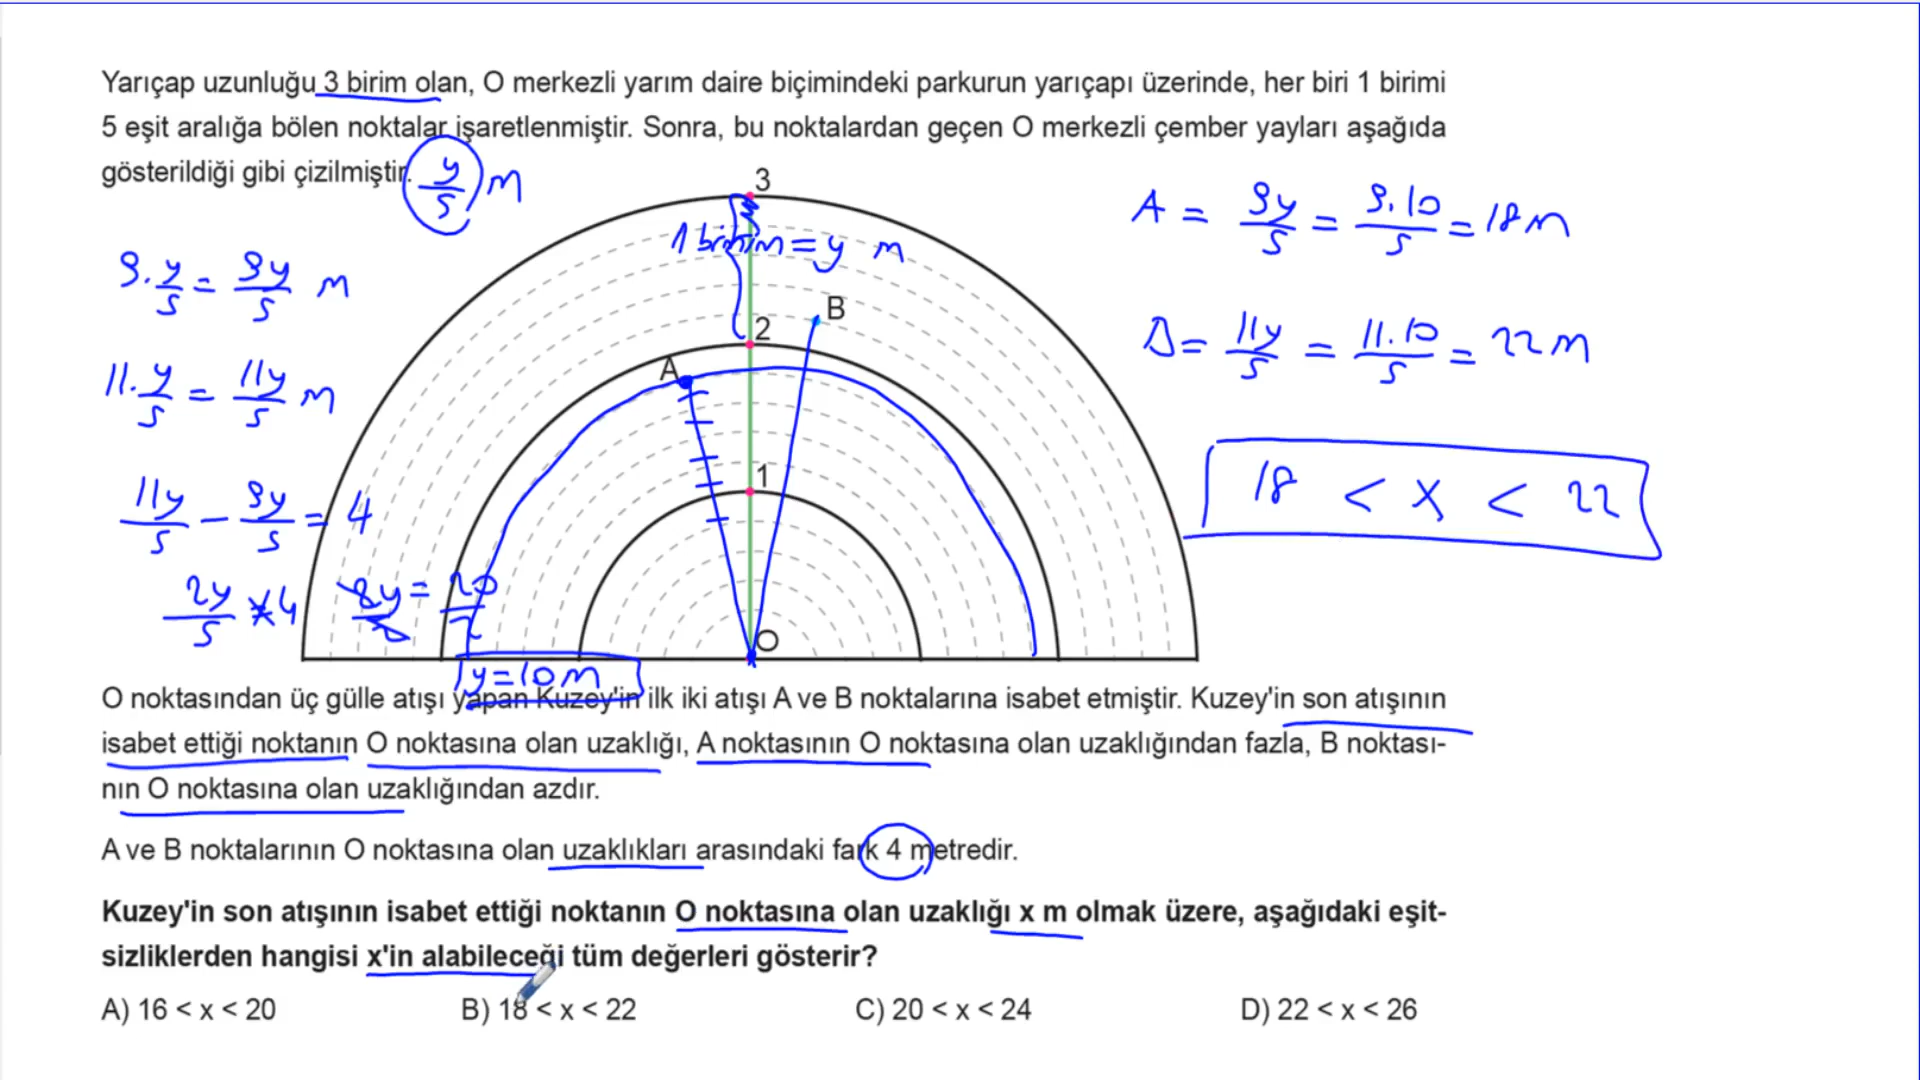 Yarıçap uzunluğu 3 birim olan, O merkezli yarım daire biçimindeki parkurun yarıçapı üzerinde, her biri 1 birimi
5 eşit aralığa bölen noktalar işaretlenmiştir. Sonra, bu noktalardan geçen O merkezli çember yayları aşağıda
gösterildiği gibi çizilmiştir.
y/5 m
3
1 birim = y m
9.y/5 = 9y/5 m
11.y/5 = 11y/5 m
11y/5 - 9y/5 = 4
2y/5 = 4
2y/2 = 20/2
y=10m
B
2
A
1
O
A = 9y/5 = 9.10/5 = 18m
B = 11y/5 = 11.10/5 = 22m
18 < x < 22
O noktasından üç gülle atışı yapan Kuzey'in ilk iki atışı A ve B noktalarına isabet etmiştir. Kuzey'in son atışının
isabet ettiği noktanın O noktasına olan uzaklığı, A noktasının O noktasına olan uzaklığından fazla, B noktası-
nın O noktasına olan uzaklığından azdır.
A ve B noktalarının O noktasına olan uzaklıkları arasındaki fark 4 metredir.
Kuzey'in son atışının isabet ettiği noktanın O noktasına olan uzaklığı x m olmak üzere, aşağıdaki eşit-
sizliklerden hangisi x'in alabileceği tüm değerleri gösterir?
A) 16 < x < 20 B) 18 < x < 22 C) 20 < x < 24 D) 22 < x < 26